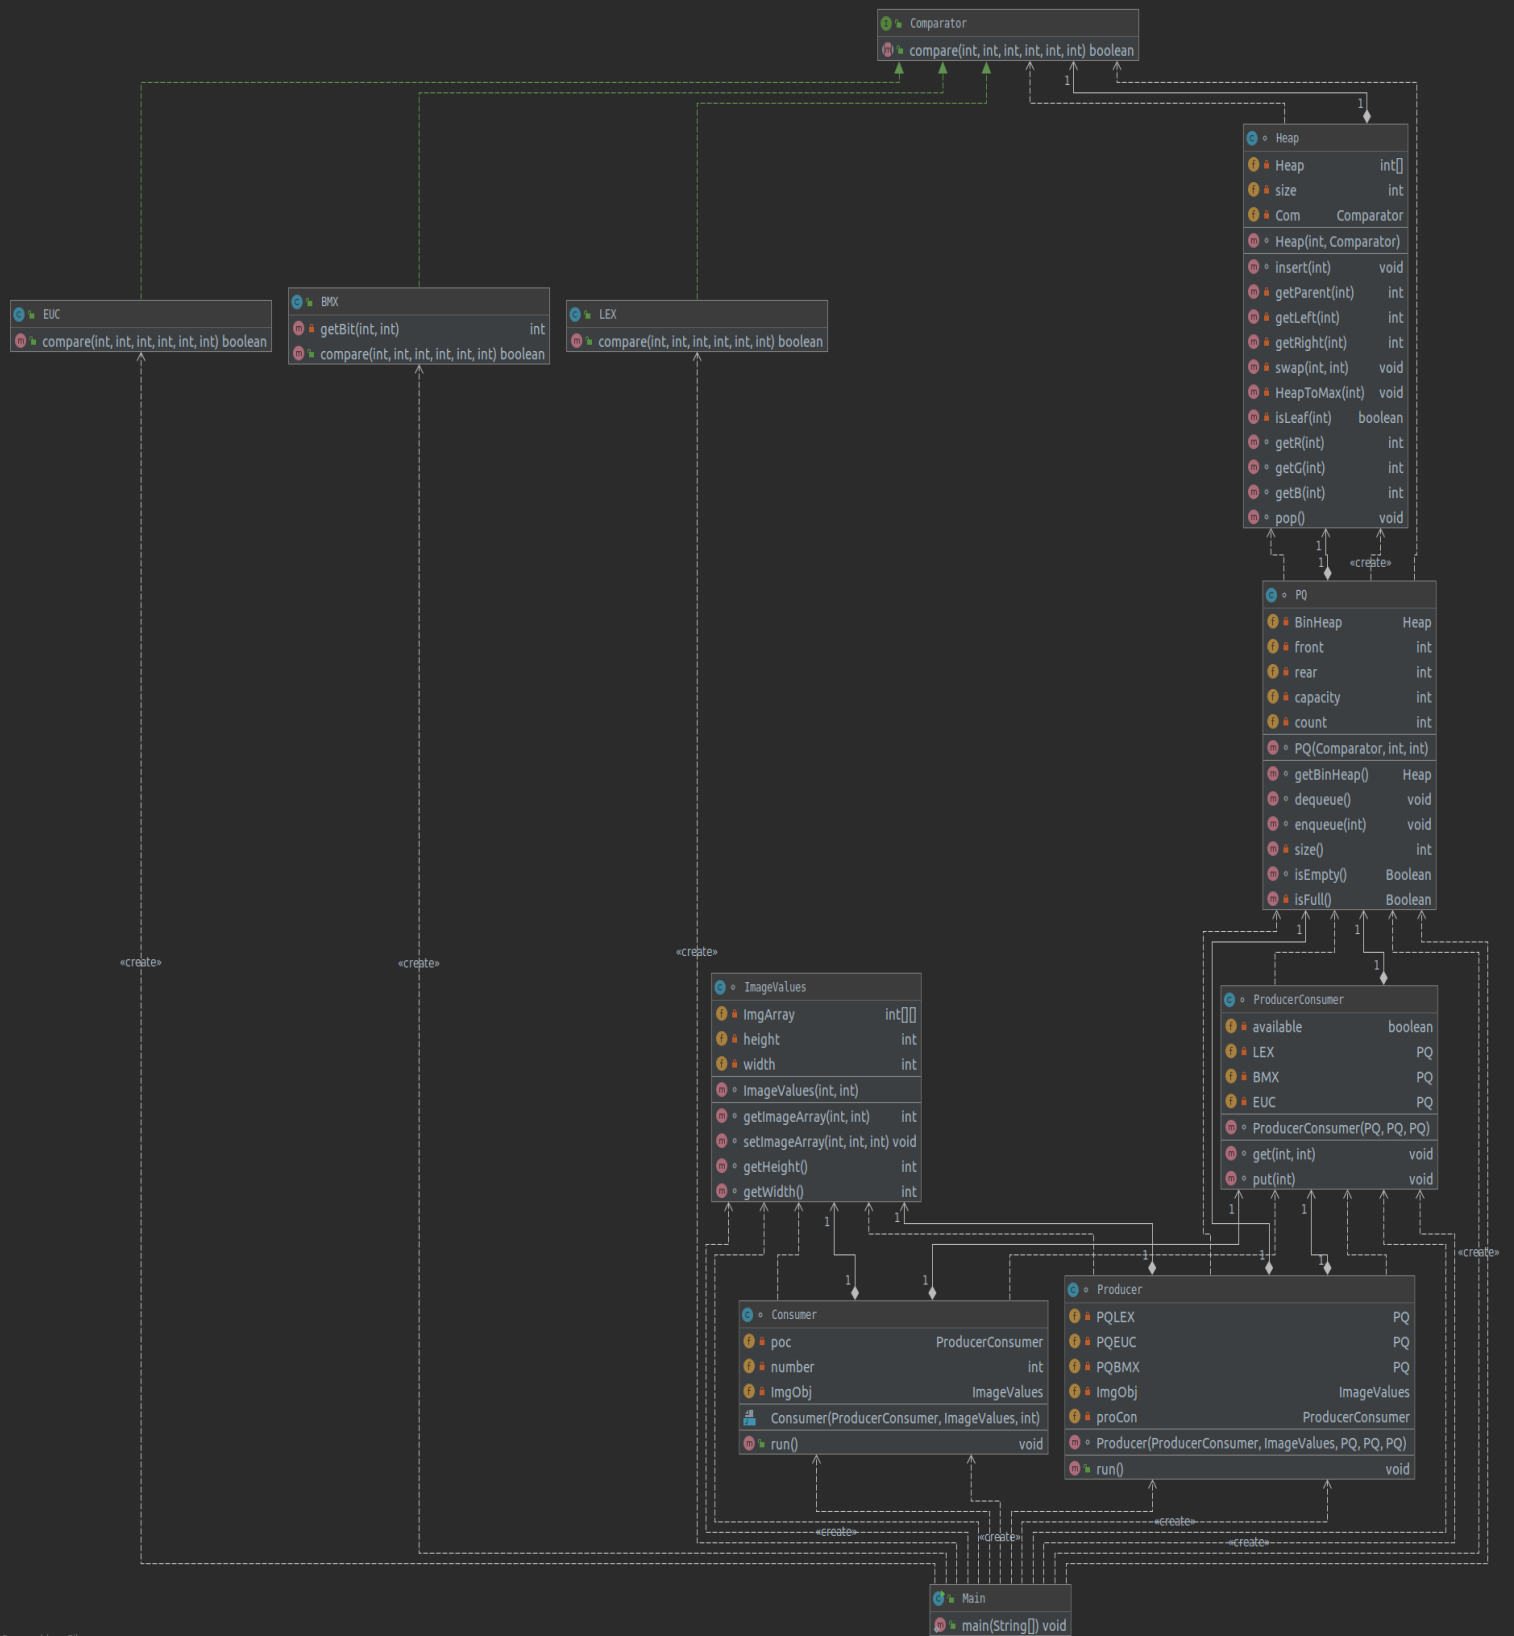 Comparator
compare(int, int, int, int, int, int) boolean
1
1
Heap
Heap int[]
size int
Com Comparator
Heap(int, Comparator)
insert(int) void
getParent(int) int
getLeft(int) int
getRight(int) int
swap(int, int) void
HeapToMax(int) void
isLeaf(int) boolean
getR(int) int
getG(int) int
getB(int) int
pop() void
EUC
compare(int, int, int, int, int, int) boolean
BMX
getBit(int, int) int
compare(int, int, int, int, int, int) boolean
LEX
compare(int, int, int, int, int, int) boolean
1
1
«create»
PQ
BinHeap Heap
front int
rear int
capacity int
count int
PQ(Comparator, int, int)
getBinHeap() Heap
dequeue() void
enqueue(int) void
size() int
isEmpty() Boolean
isFull() Boolean
1
1
1
«create»
«create»
«create»
ImageValues
ImgArray int[][]
height int
width int
ImageValues(int, int)
getImageArray(int, int) int
setImageArray(int, int, int) void
getHeight() int
getWidth() int
ProducerConsumer
available boolean
LEX PQ
BMX PQ
EUC PQ
ProducerConsumer(PQ, PQ, PQ)
get(int, int) void
put(int) void
1
1
1
1
«create»
1
1
1
1
1
Consumer
poc ProducerConsumer
number int
ImgObj ImageValues
Consumer(ProducerConsumer, ImageValues, int)
run() void
Producer
PQLEX PQ
PQEUC PQ
PQBMX PQ
ImgObj ImageValues
proCon ProducerConsumer
Producer(ProducerConsumer, ImageValues, PQ, PQ, PQ)
run() void
«create»
«create»
«create»
«create»
Main
main(String[]) void